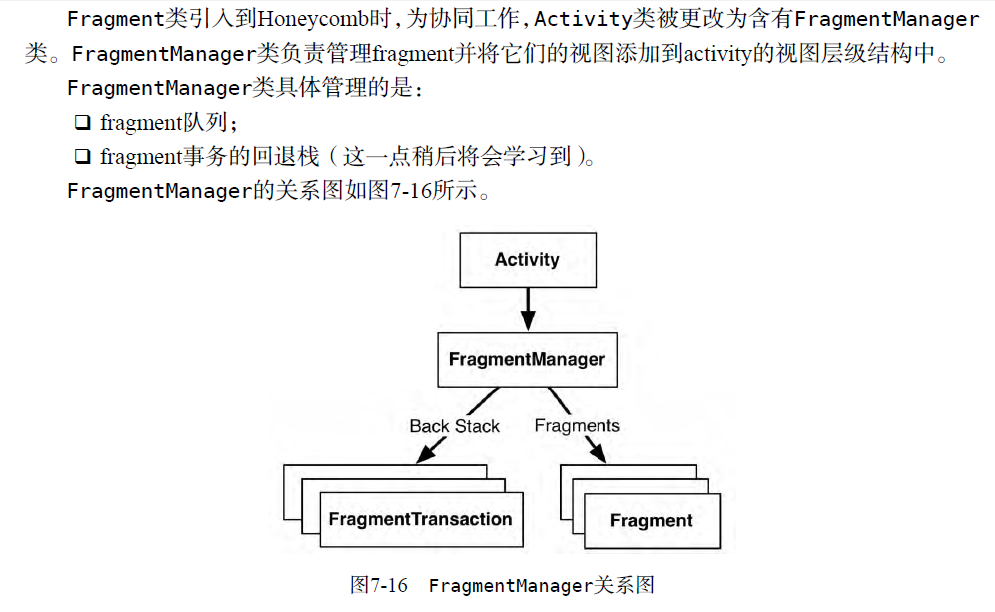 Fragment类引入到Honeycomb时，为协同工作，Activity类被更改为含有FragmentManager
类。FragmentManager类负责管理fragment并将它们的视图添加到activity的视图层级结构中。
FragmentManager类具体管理的是：
❑ fragment队列；
❑ fragment事务的回退栈（这一点稍后将会学习到）。
FragmentManager的关系图如图7-16所示。
Activity
FragmentManager
Back Stack Fragments
FragmentTransaction Fragment
图7-16 FragmentManager关系图